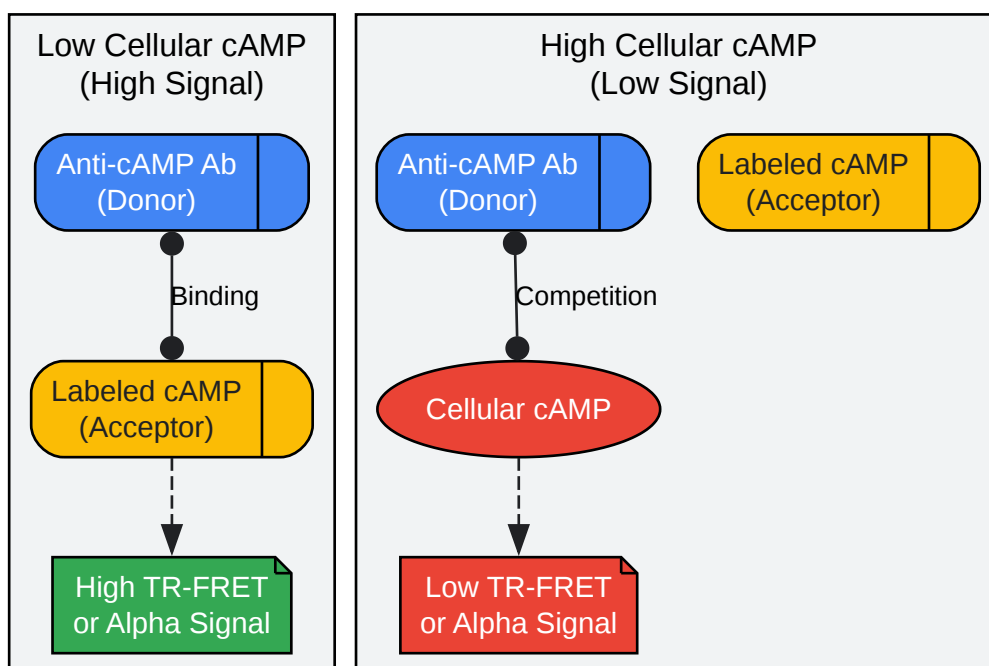 Low Cellular cAMP
(High Signal)
Anti-cAMP Ab
(Donor)
Binding
Labeled cAMP
(Acceptor)
High TR-FRET
or Alpha Signal
High Cellular cAMP
(Low Signal)
Anti-cAMP Ab
(Donor)
Labeled cAMP
(Acceptor)
Competition
Cellular cAMP
Low TR-FRET
or Alpha Signal